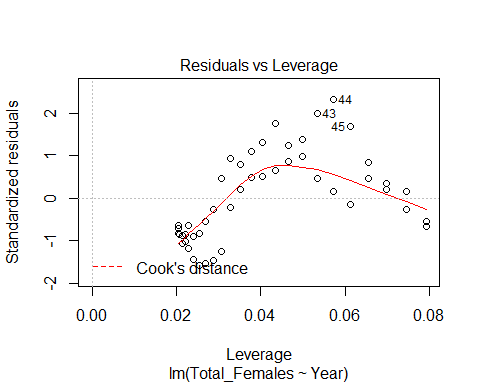 Residuals vs Leverage
Standardized residuals
2
1
0
-1
-2
44
43
45
Cook's distance
0.00 0.02 0.04 0.06 0.08
Leverage
lm(Total_Females ~ Year)